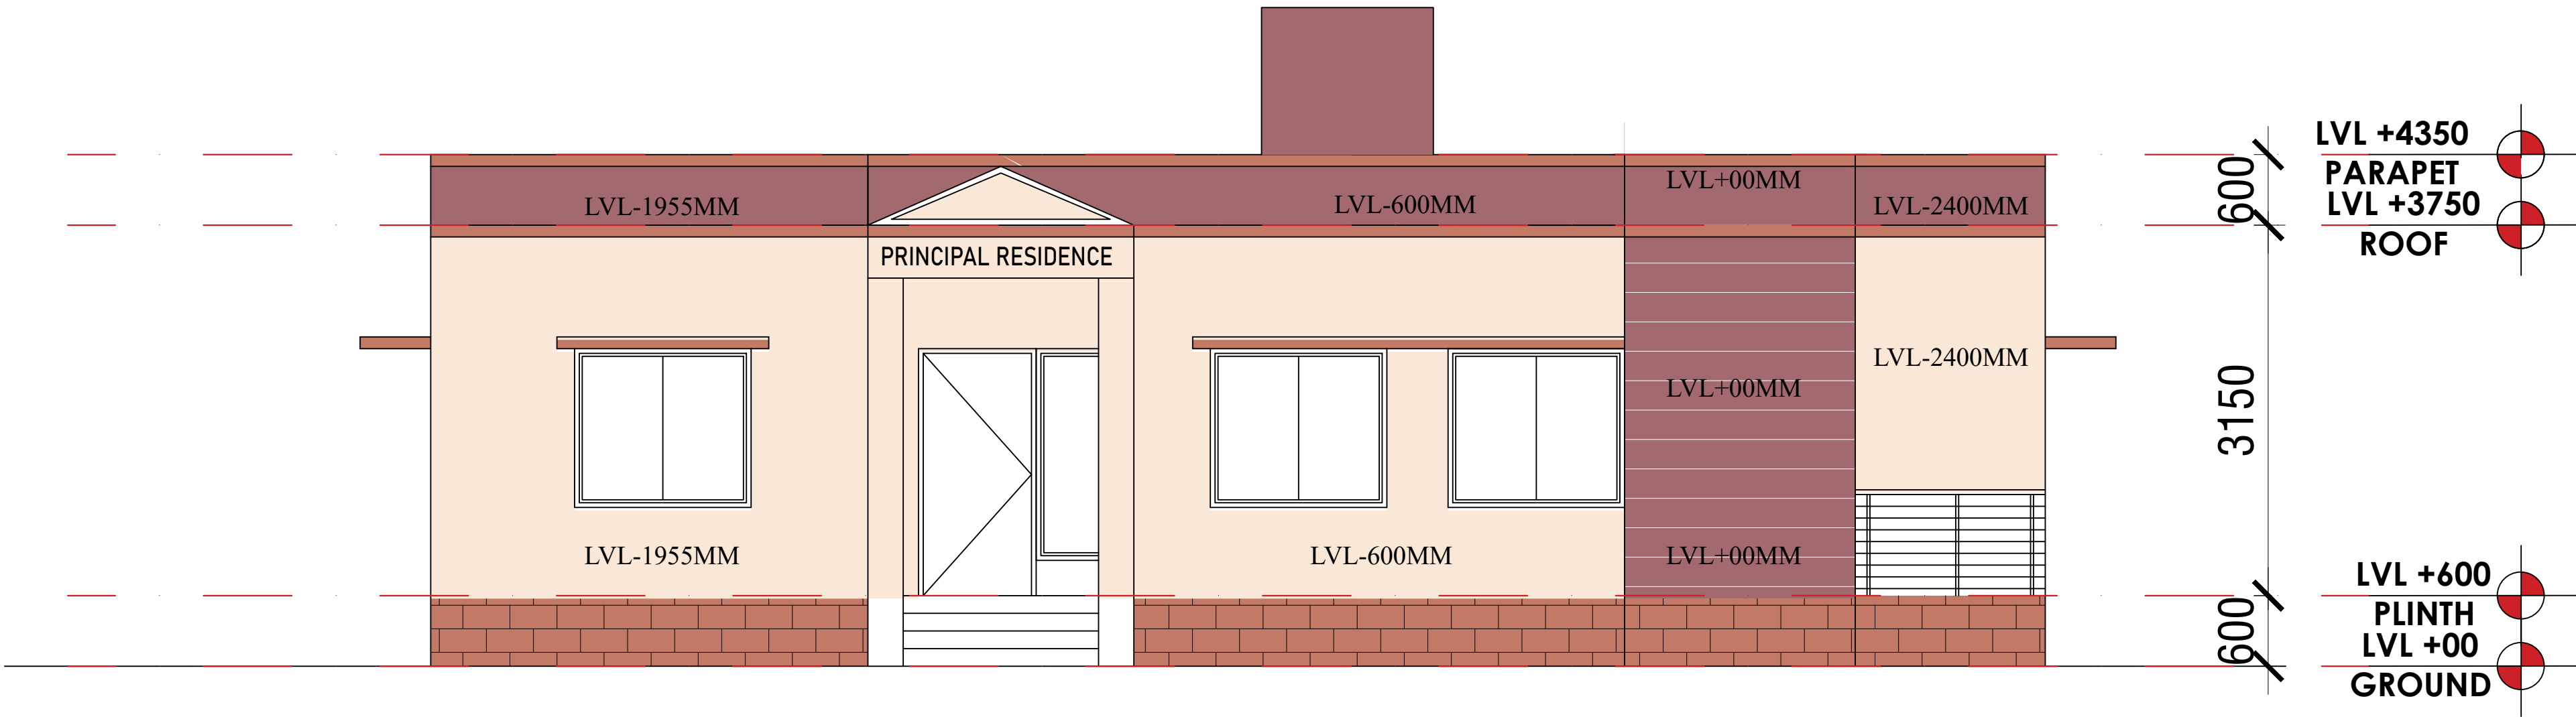 LVL +4350
PARAPET
600
LVL-1955MM
LVL-600MM
LVL+00MM
LVL-2400MM
LVL +3750
ROOF
PRINCIPAL RESIDENCE
LVL-2400MM
LVL+00MM
3150
LVL-1955MM
LVL-600MM
LVL+00MM
LVL +600
PLINTH
600
LVL +00
GROUND